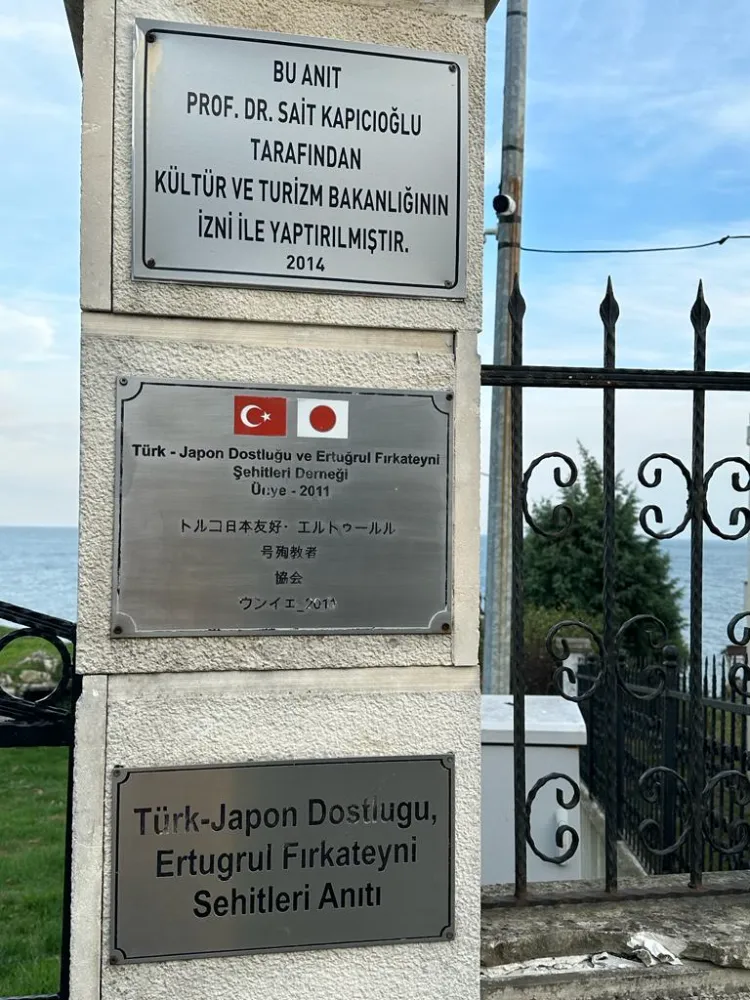 BU ANIT
PROF. DR. SAİT KAPICIOĞLU
TARAFINDAN
KÜLTÜR VE TURİZM BAKANLIĞININ
İZNİ İLE YAPTIRILMIŞTIR.
2014
Türk - Japon Dostluğu ve Ertuğrul Fırkateyni
Şehitleri Derneği
Ünye - 2011
トルコ日本友好・エルトゥールル
号殉教者
協会
ウンイエ_2011
Türk-Japon Dostlugu,
Ertugrul Fırkateyni
Sehitleri Anıtı